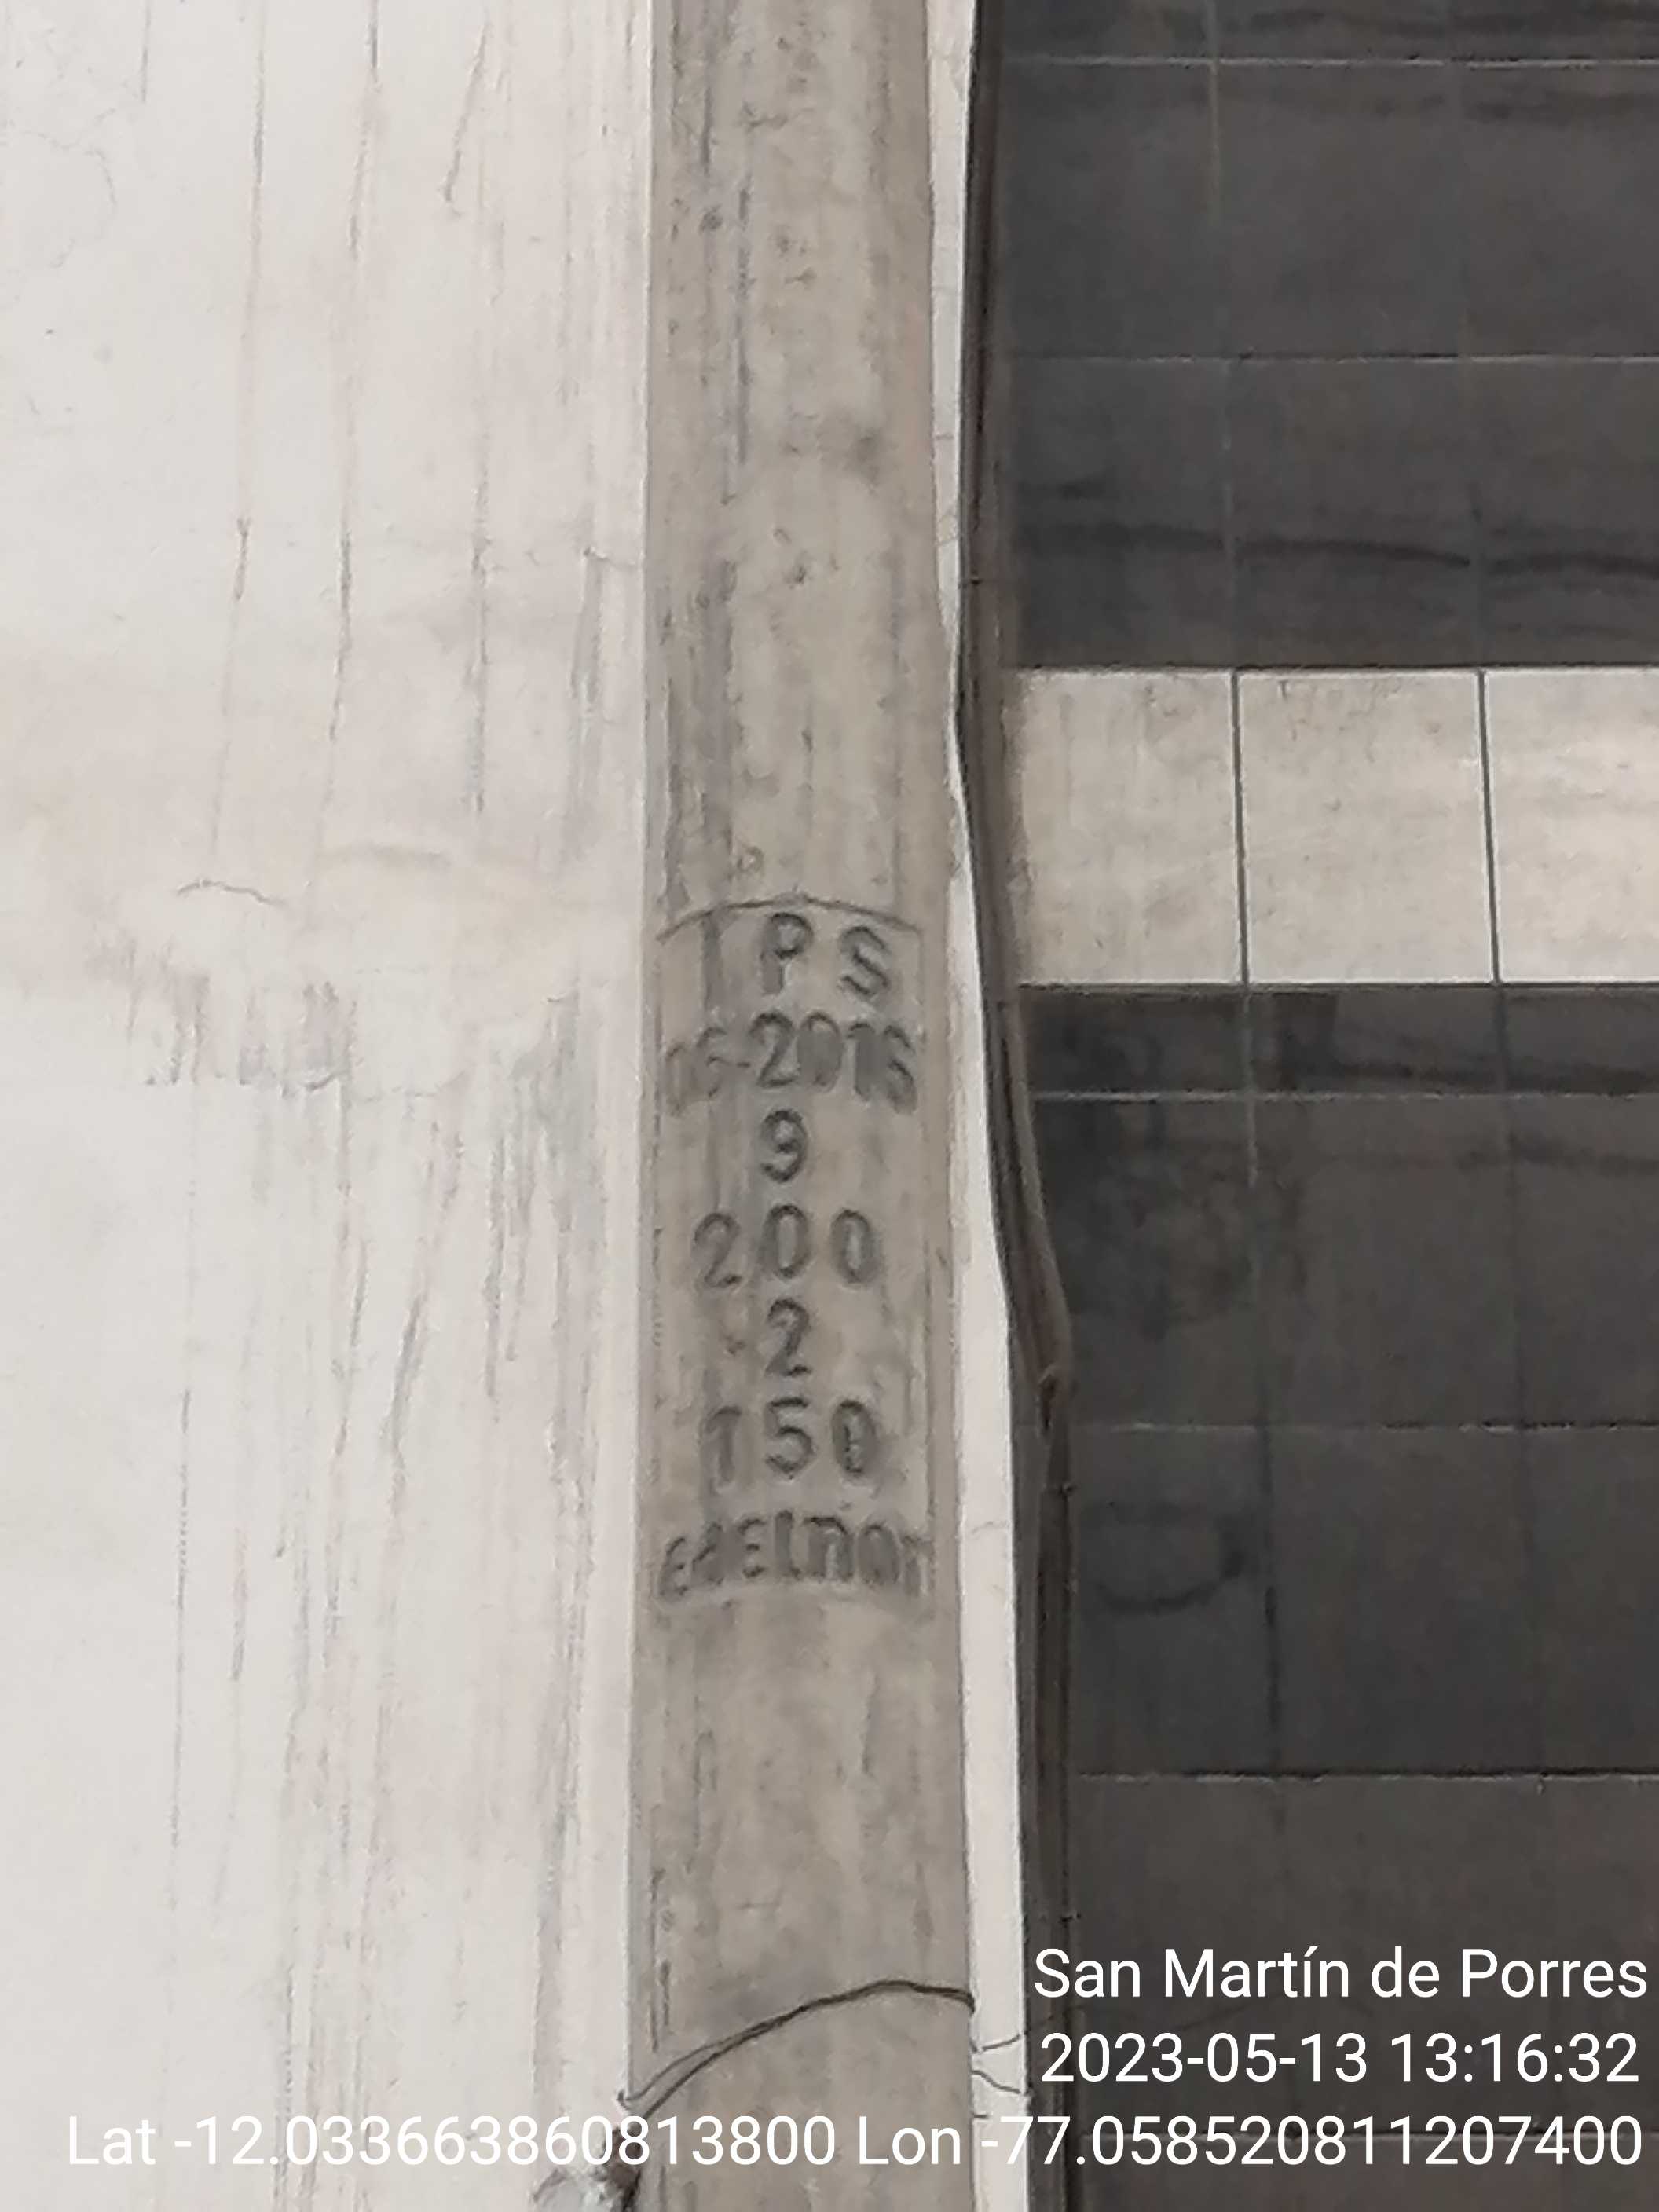 I P S
05-2016
9
200
2
150
EdELnOr
San Martín de Porres
2023-05-13 13:16:32
Lat -12.033663860813800 Lon -77.058520811207400